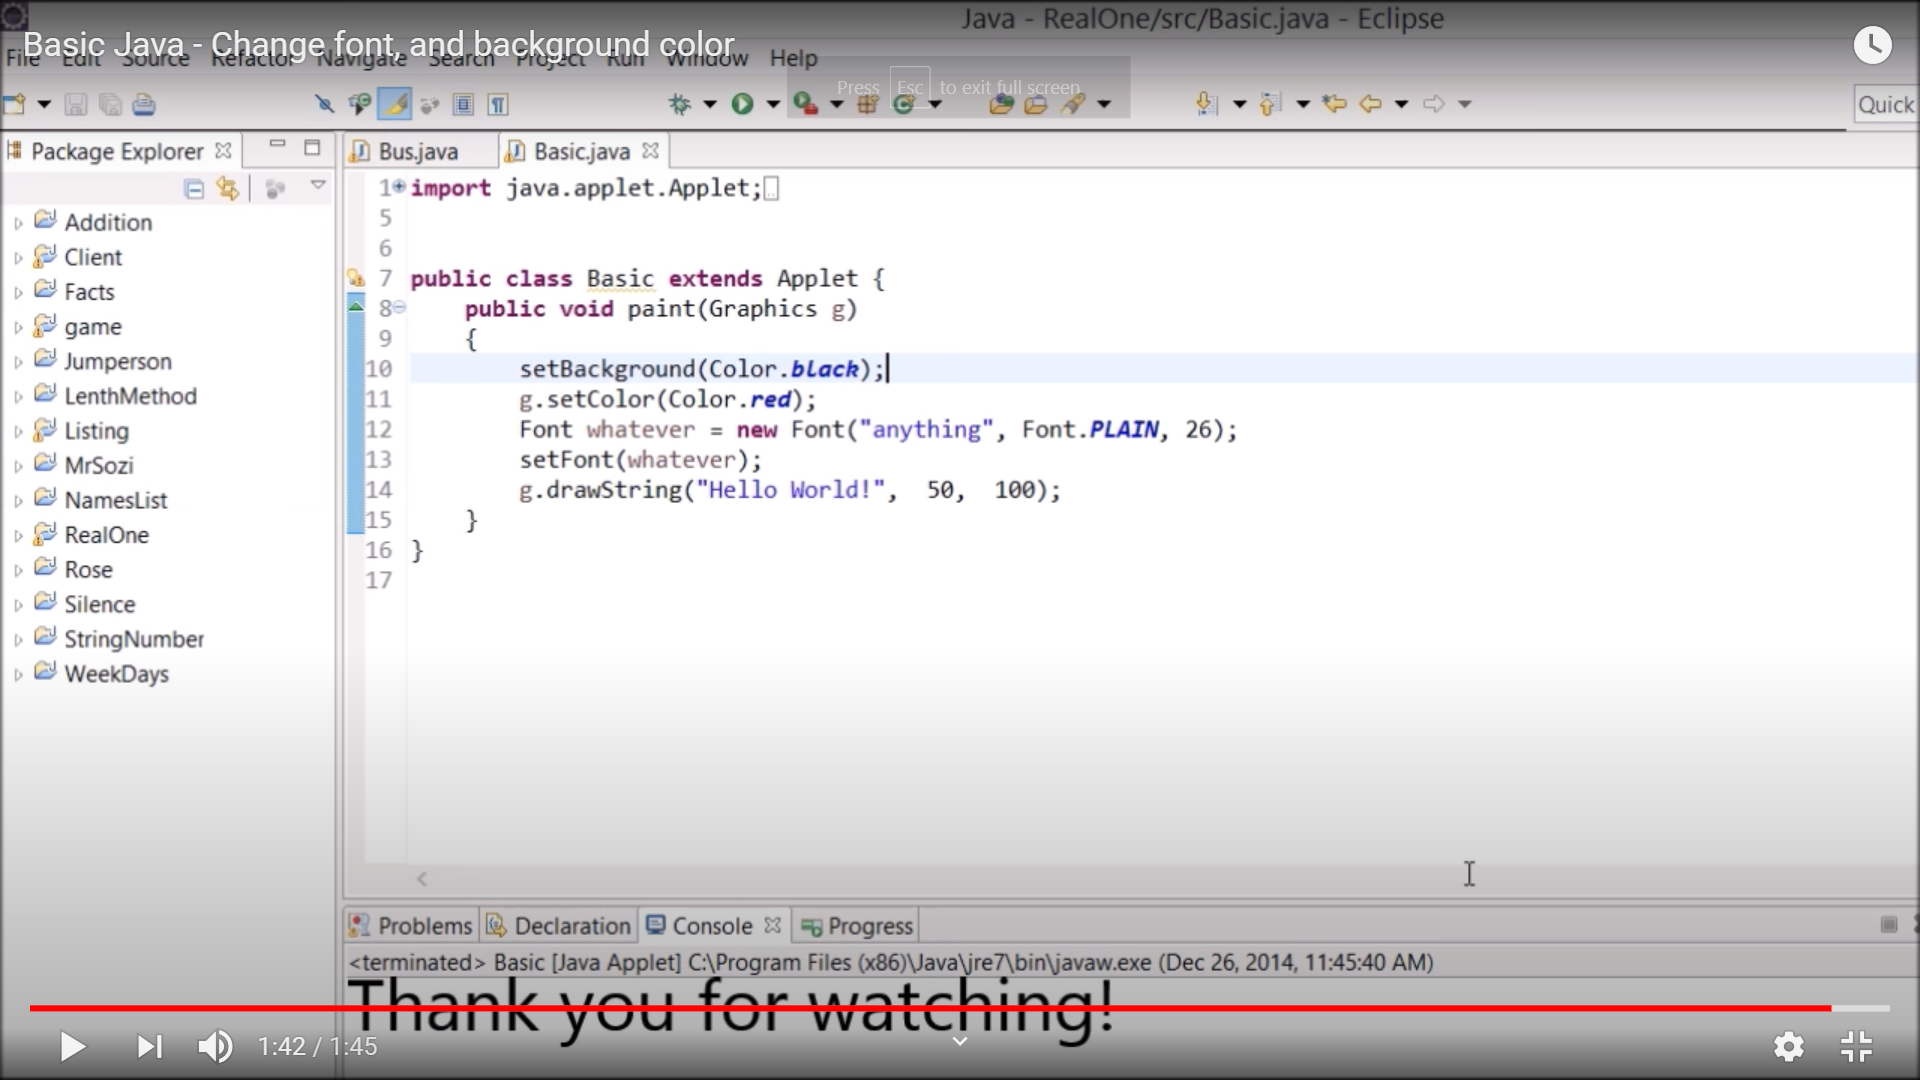 Java - RealOne/src/Basic.java - Eclipse
Basic Java - Change font, and background color
File Edit Source Refactor Navigate Search Project Run Window Help
Press Esc to exit full screen
Quick
Package Explorer
Bus.java
Basic.java
Addition
Client
Facts
game
Jumperson
LenthMethod
Listing
MrSozi
NamesList
RealOne
Rose
Silence
StringNumber
WeekDays
1 import java.applet.Applet;
5
6
7 public class Basic extends Applet {
8 public void paint(Graphics g)
9 {
10 setBackground(Color.black);
11 g.setColor(Color.red);
12 Font whatever = new Font("anything", Font.PLAIN, 26);
13 setFont(whatever);
14 g.drawString("Hello World!", 50, 100);
15 }
16 }
17
Problems Declaration Console Progress
<terminated> Basic [Java Applet] C:\Program Files (x86)\Java\jre7\bin\javaw.exe (Dec 26, 2014, 11:45:40 AM)
Thank you for watching!
1:42 / 1:45